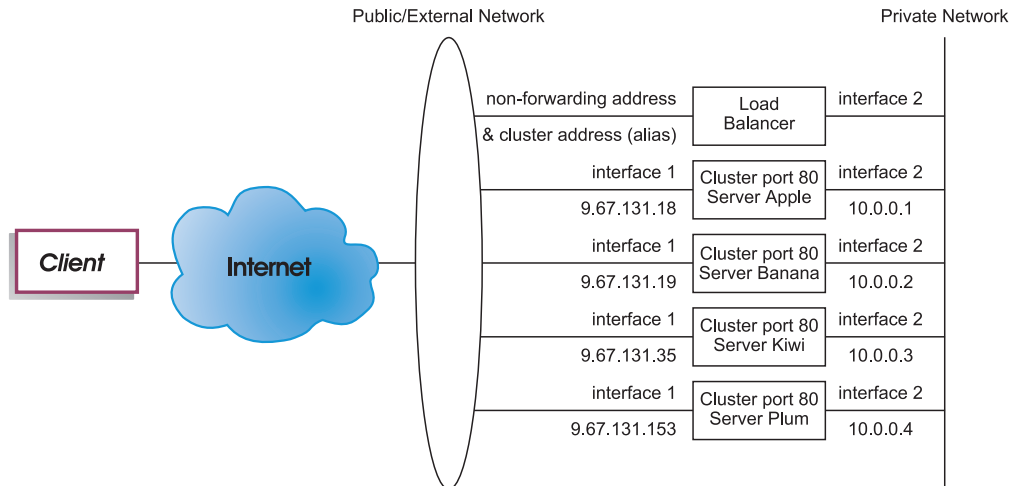 Public/External Network
Private Network
non-forwarding address
& cluster address (alias)
Load
Balancer
interface 2
interface 1
9.67.131.18
Cluster port 80
Server Apple
interface 2
10.0.0.1
interface 1
9.67.131.19
Cluster port 80
Server Banana
interface 2
10.0.0.2
Client
Internet
interface 1
9.67.131.35
Cluster port 80
Server Kiwi
interface 2
10.0.0.3
interface 1
9.67.131.153
Cluster port 80
Server Plum
interface 2
10.0.0.4